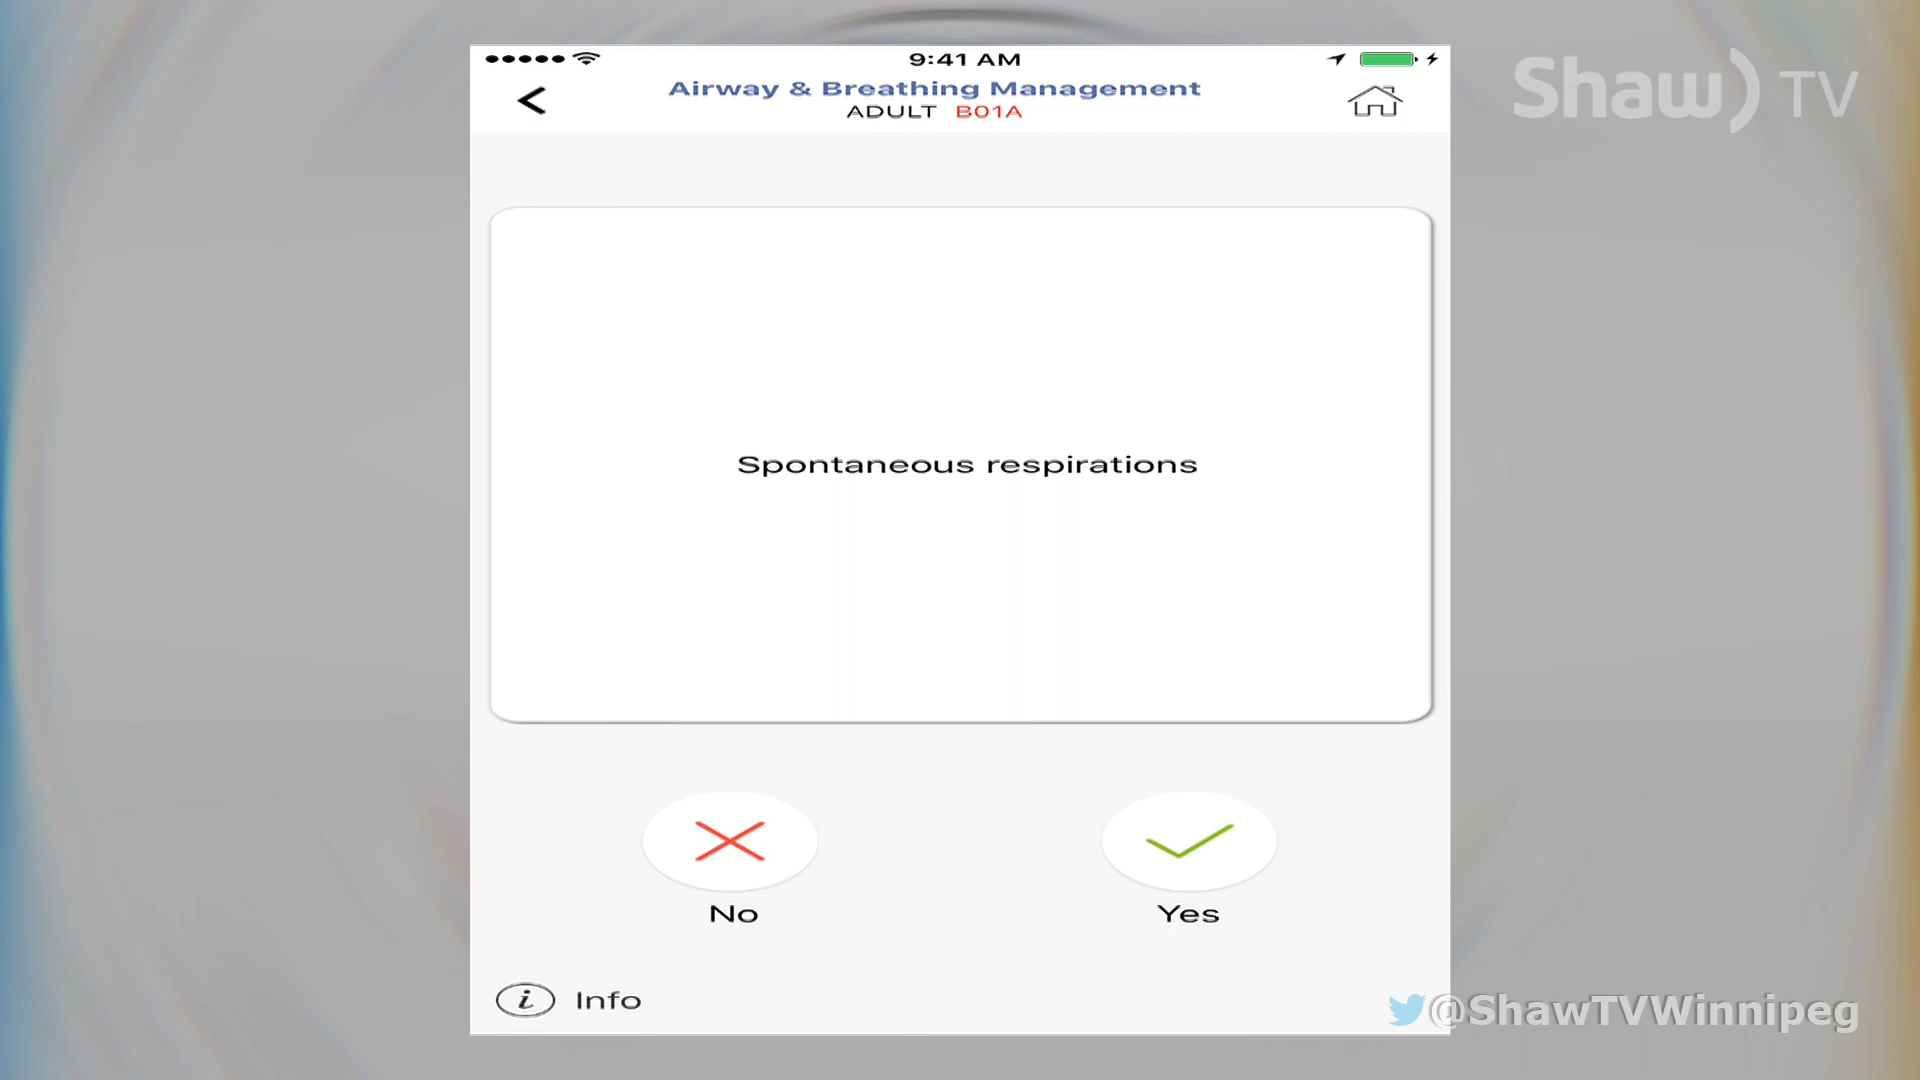 9:41 AM
Airway & Breathing Management
ADULT B01A
Shaw) TV
Spontaneous respirations
No
Yes
i Info
@ShawTVWinnipeg